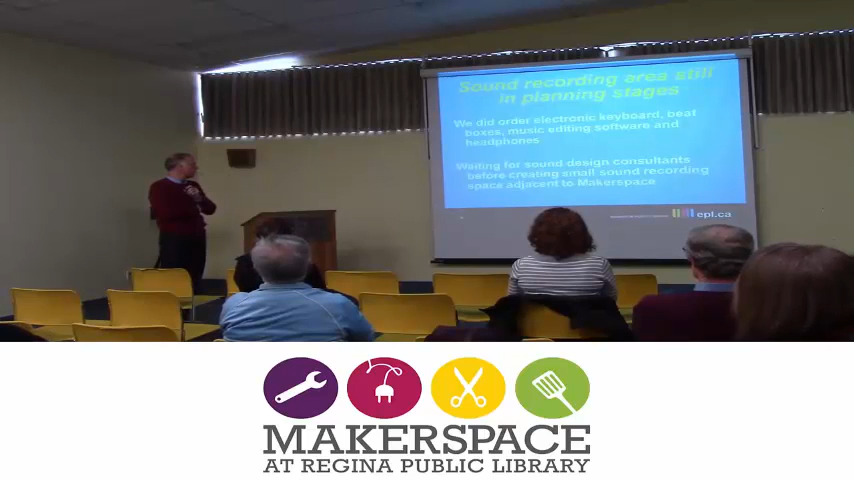 Sound recording area still
in planning stages
We did order electronic keyboard, beat
boxes, music editing software and
headphones
Waiting for sound design consultants
before creating small sound recording
space adjacent to Makerspace
epl.ca
MAKERSPACE
AT REGINA PUBLIC LIBRARY